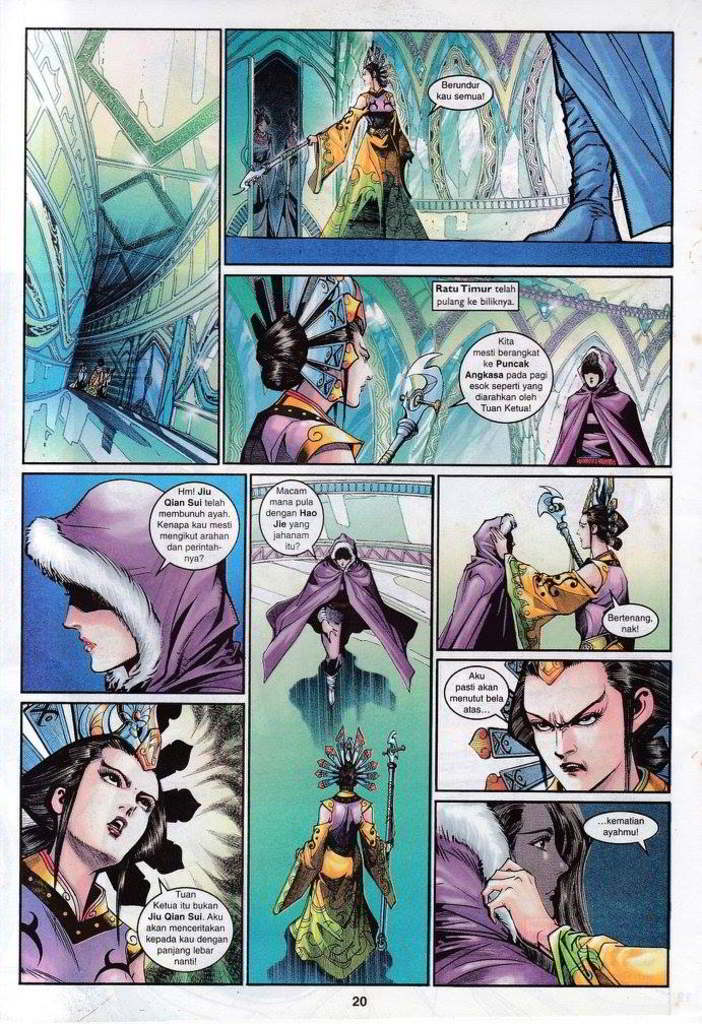 Berundur
kau semua!
Ratu Timur telah
pulang ke biliknya.
Kita
mesti berangkat
ke Puncak
Angkasa pada pagi
esok seperti yang
diarahkan oleh
Tuan Ketua!
Hm! Jiu
Qian Sui telah
membunuh ayah.
Kenapa kau mesti
mengikut arahan
dan perintah-
nya?
Tuan
Ketua itu bukan
Jiu Qian Sui. Aku
akan menceritakan
kepada kau dengan
panjang lebar
nanti!
Macam
mana pula
dengan Hao
Jie yang
jahanam
itu?
Bertenang,
nak!
Aku
pasti akan
menutut bela
atas...
...kematian
ayahmu!
20